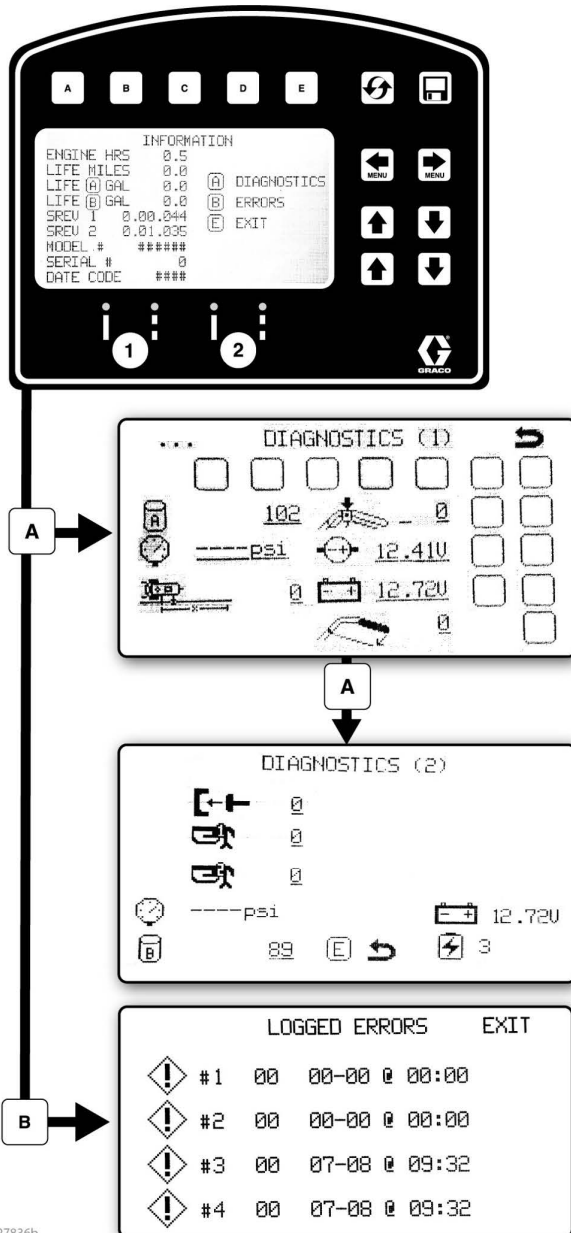 A B C D E
INFORMATION
ENGINE HRS 0.5
LIFE MILES 0.0
LIFE A GAL 0.0
LIFE B GAL 0.0
SREV 1 0.00.044
SREV 2 0.01.035
MODEL # ######
SERIAL # 0
DATE CODE ####
A DIAGNOSTICS
B ERRORS
E EXIT
MENU MENU
1 2
GRACO
A
... DIAGNOSTICS (1)
A 102 _ 0
----psi - + 12.41V
x 0 - + 12.72V
0
A
DIAGNOSTICS (2)
0
0
0
----psi - + 12.72V
B 89 E 3
B
LOGGED ERRORS EXIT
! #1 00 00-00 @ 00:00
! #2 00 00-00 @ 00:00
! #3 00 07-08 @ 09:32
! #4 00 07-08 @ 09:32